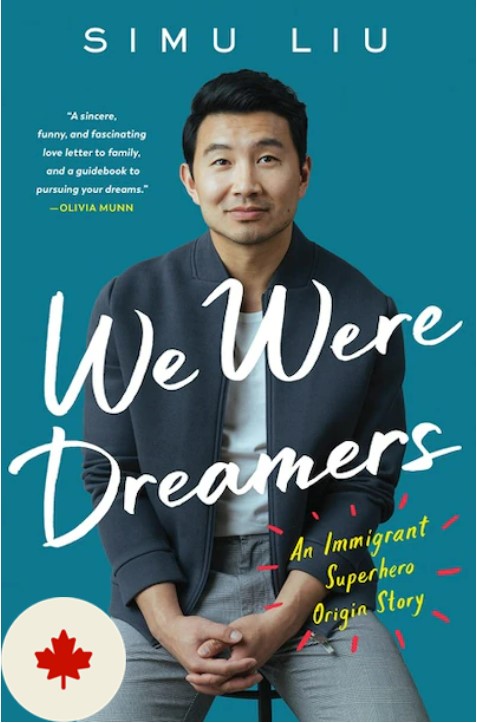 SIMU LIU
"A sincere,
funny, and fascinating
love letter to family,
and a guidebook to
pursuing your dreams."
—OLIVIA MUNN
We Were
Dreamers
An Immigrant
Superhero
Origin Story